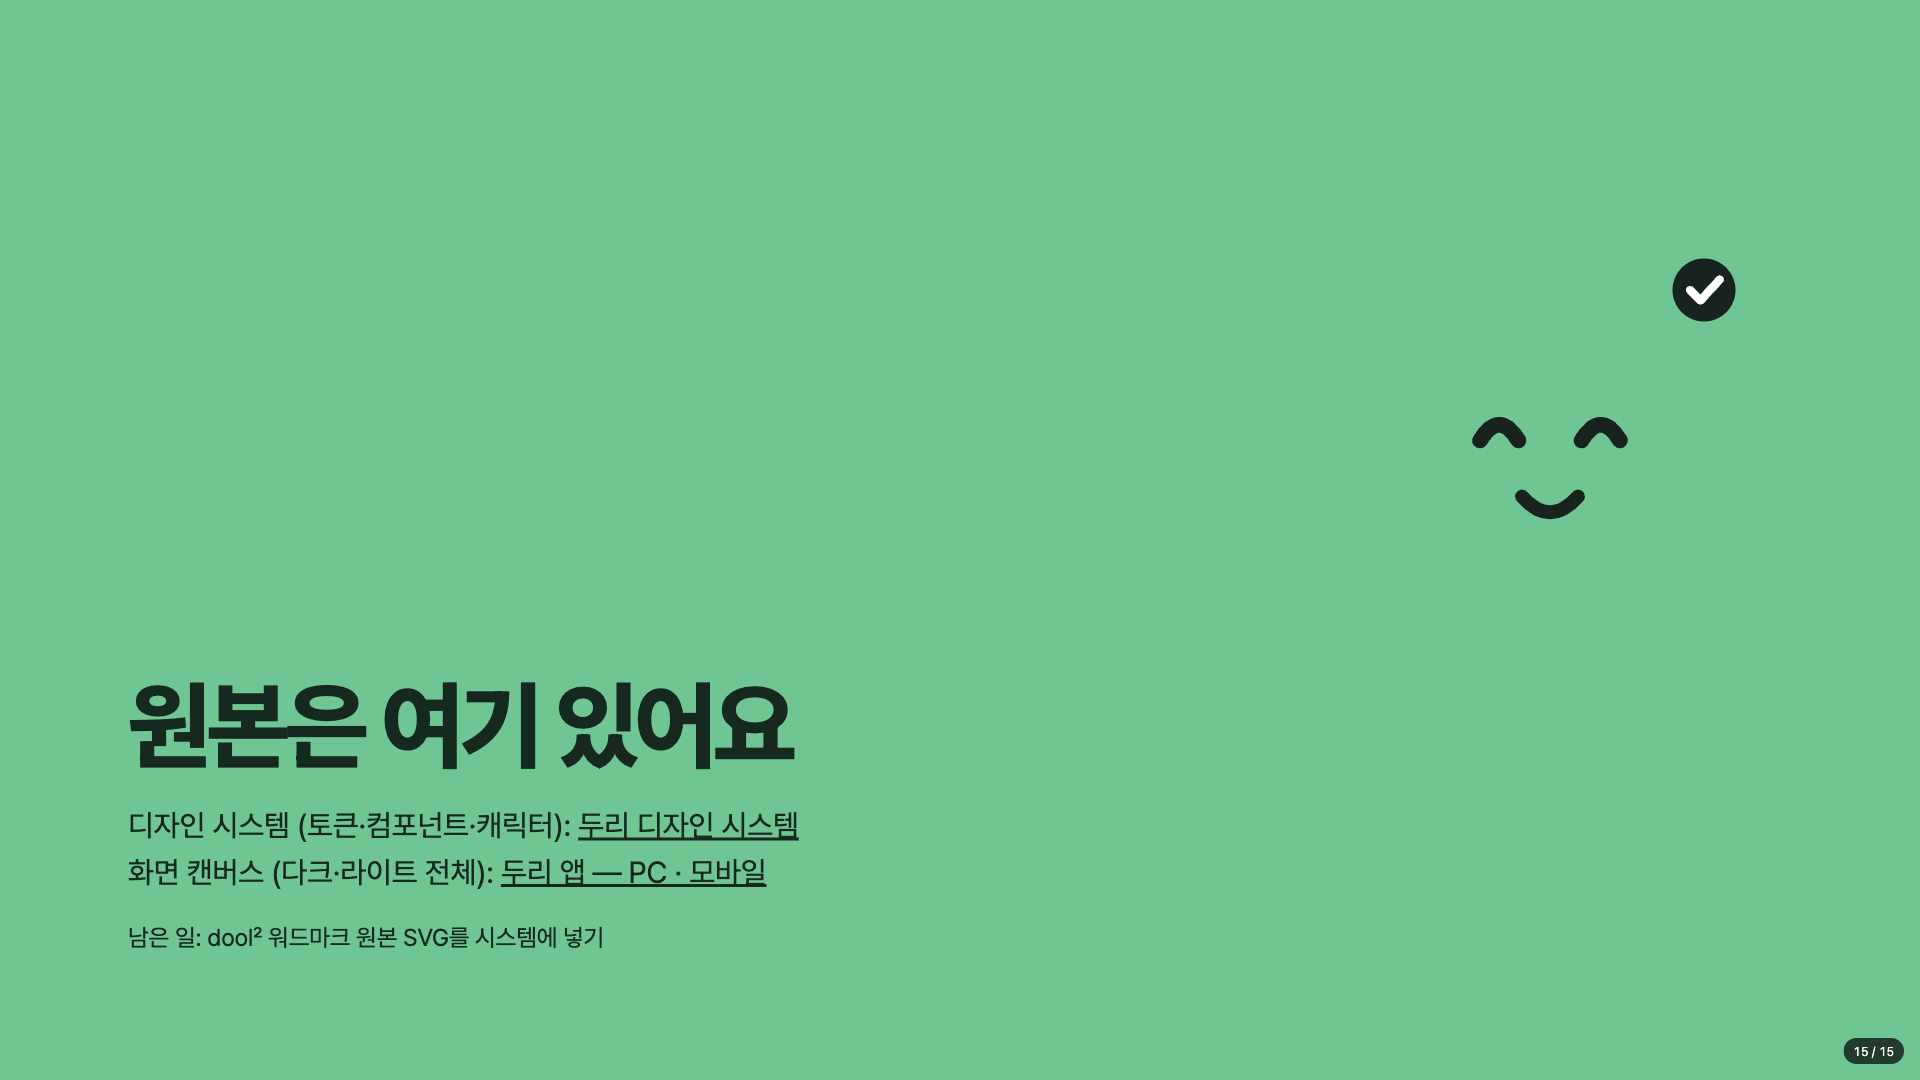 원본은 여기 있어요
디자인 시스템 (토큰·컴포넌트·캐릭터): 두리 디자인 시스템
화면 캔버스 (다크·라이트 전체): 두리 앱 — PC · 모바일
남은 일: dool² 워드마크 원본 SVG를 시스템에 넣기
15 / 15